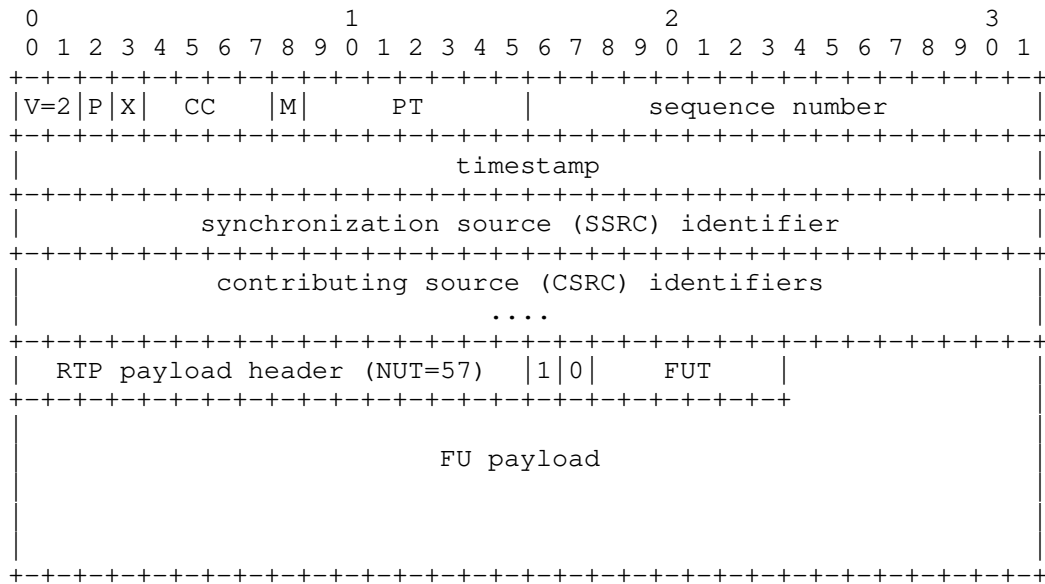 0                   1                   2                   3
 0 1 2 3 4 5 6 7 8 9 0 1 2 3 4 5 6 7 8 9 0 1 2 3 4 5 6 7 8 9 0 1
+-+-+-+-+-+-+-+-+-+-+-+-+-+-+-+-+-+-+-+-+-+-+-+-+-+-+-+-+-+-+-+-+
|V=2|P|X|  CC   |M|     PT      |       sequence number         |
+-+-+-+-+-+-+-+-+-+-+-+-+-+-+-+-+-+-+-+-+-+-+-+-+-+-+-+-+-+-+-+-+
|                           timestamp                           |
+-+-+-+-+-+-+-+-+-+-+-+-+-+-+-+-+-+-+-+-+-+-+-+-+-+-+-+-+-+-+-+-+
|           synchronization source (SSRC) identifier            |
+-+-+-+-+-+-+-+-+-+-+-+-+-+-+-+-+-+-+-+-+-+-+-+-+-+-+-+-+-+-+-+-+
|            contributing source (CSRC) identifiers             |
|                             ....                              |
+-+-+-+-+-+-+-+-+-+-+-+-+-+-+-+-+-+-+-+-+-+-+-+-+-+-+-+-+-+-+-+-+
|  RTP payload header (NUT=57)  |1|0|    FUT    |               |
+-+-+-+-+-+-+-+-+-+-+-+-+-+-+-+-+-+-+-+-+-+-+-+-+               |
|                                                               |
|                          FU payload                           |
|                                                               |
|                                                               |
|                                                               |
+-+-+-+-+-+-+-+-+-+-+-+-+-+-+-+-+-+-+-+-+-+-+-+-+-+-+-+-+-+-+-+-+